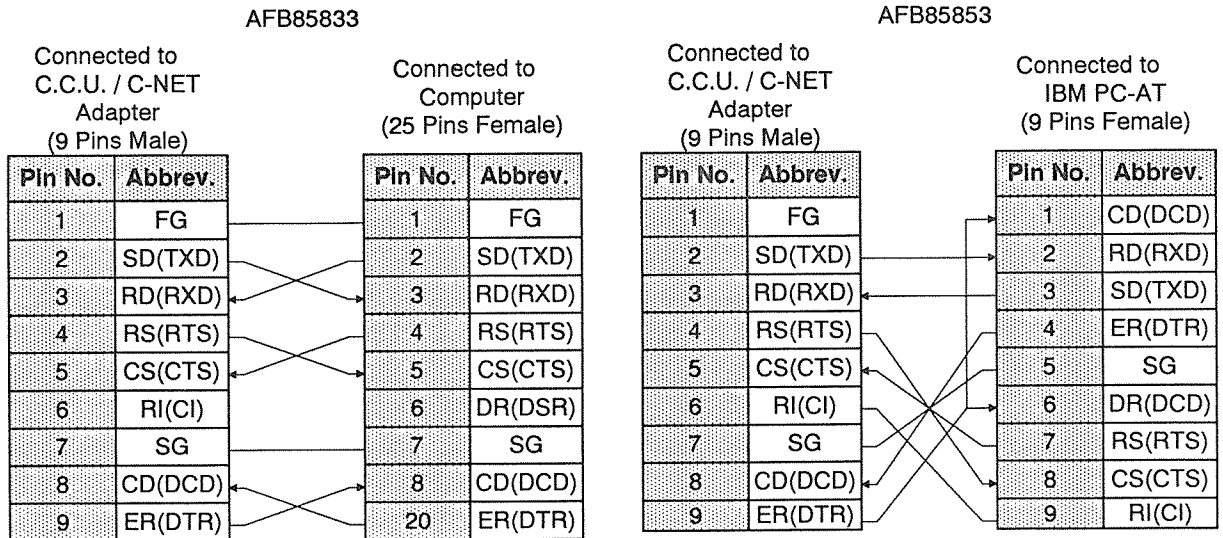 AFB85833
Connected to
C.C.U. / C-NET
Adapter
(9 Pins Male)
Pin No. Abbrev.
1 FG
2 SD(TXD)
3 RD(RXD)
4 RS(RTS)
5 CS(CTS)
6 RI(CI)
7 SG
8 CD(DCD)
9 ER(DTR)
Connected to
Computer
(25 Pins Female)
Pin No. Abbrev.
1 FG
2 SD(TXD)
3 RD(RXD)
4 RS(RTS)
5 CS(CTS)
6 DR(DSR)
7 SG
8 CD(DCD)
20 ER(DTR)
AFB85853
Connected to
C.C.U. / C-NET
Adapter
(9 Pins Male)
Pin No. Abbrev.
1 FG
2 SD(TXD)
3 RD(RXD)
4 RS(RTS)
5 CS(CTS)
6 RI(CI)
7 SG
8 CD(DCD)
9 ER(DTR)
Connected to
IBM PC-AT
(9 Pins Female)
Pin No. Abbrev.
1 CD(DCD)
2 RD(RXD)
3 SD(TXD)
4 ER(DTR)
5 SG
6 DR(DCD)
7 RS(RTS)
8 CS(CTS)
9 RI(CI)